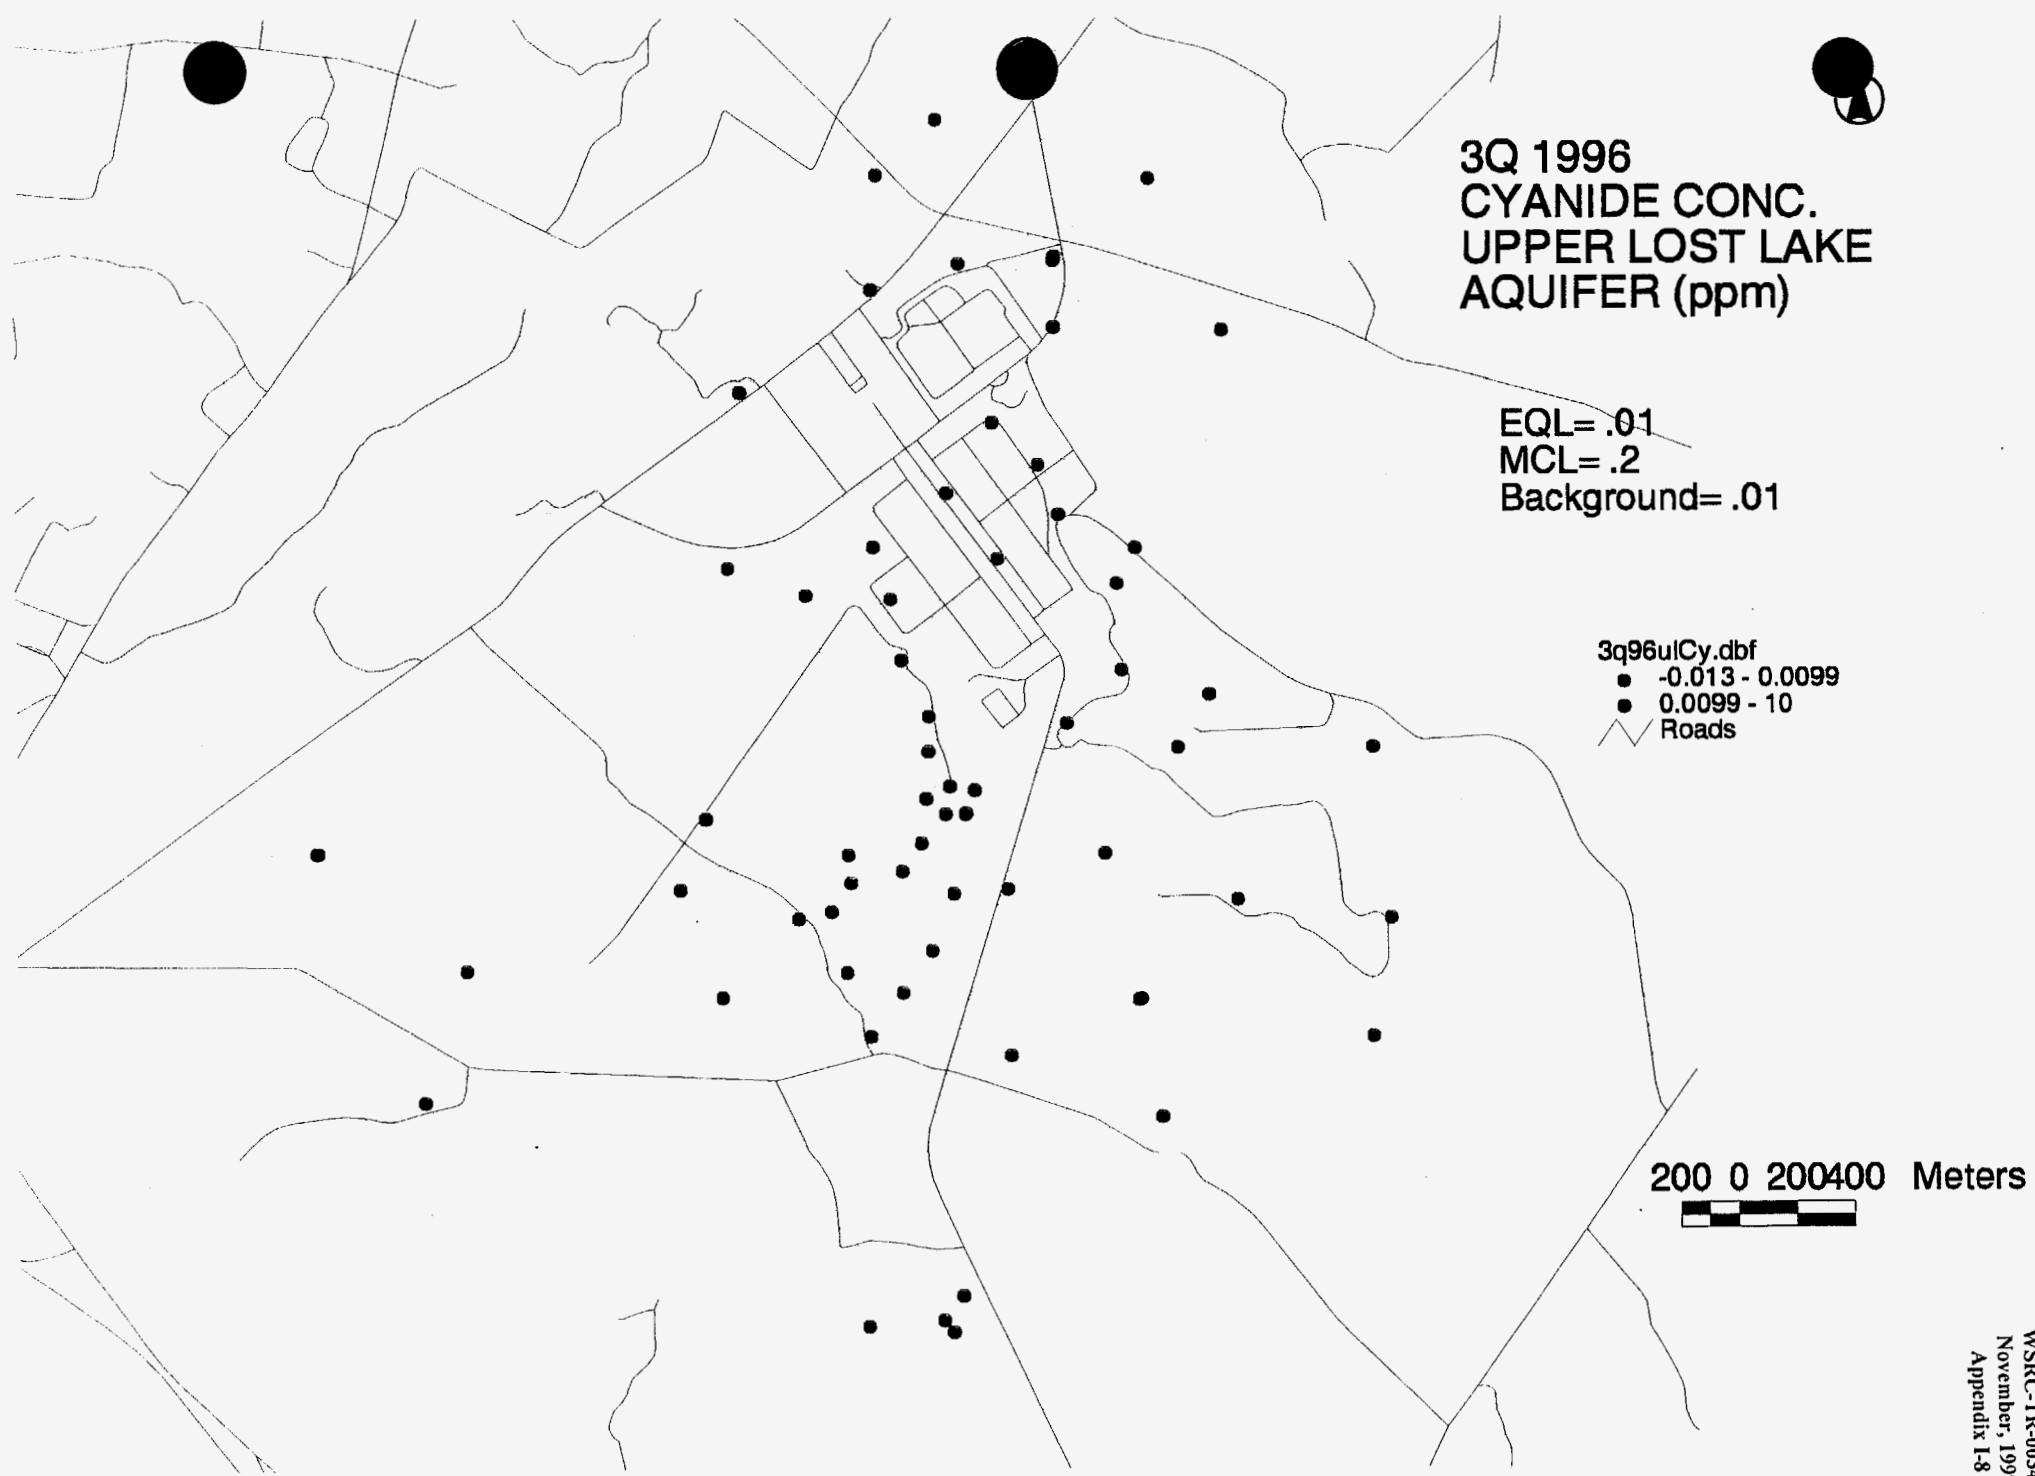 3Q 1996
CYANIDE CONC.
UPPER LOST LAKE
AQUIFER (ppm)
EQL= .01
MCL= .2
Background= .01
3q96ulCy.dbf
-0.013 - 0.0099
0.0099 - 10
Roads
200 0 200400 Meters
November, 199
Appendix I-8